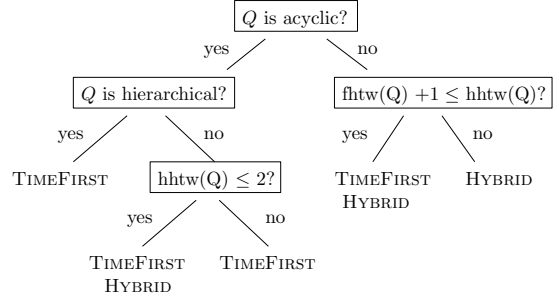 Q is acyclic?
yes
no
Q is hierarchical?
fhtw(Q) +1 ≤ hhtw(Q)?
yes
no
yes
no
TIMEFIRST
hhtw(Q) ≤ 2?
TIMEFIRST
HYBRID
HYBRID
yes
no
TIMEFIRST
HYBRID
TIMEFIRST